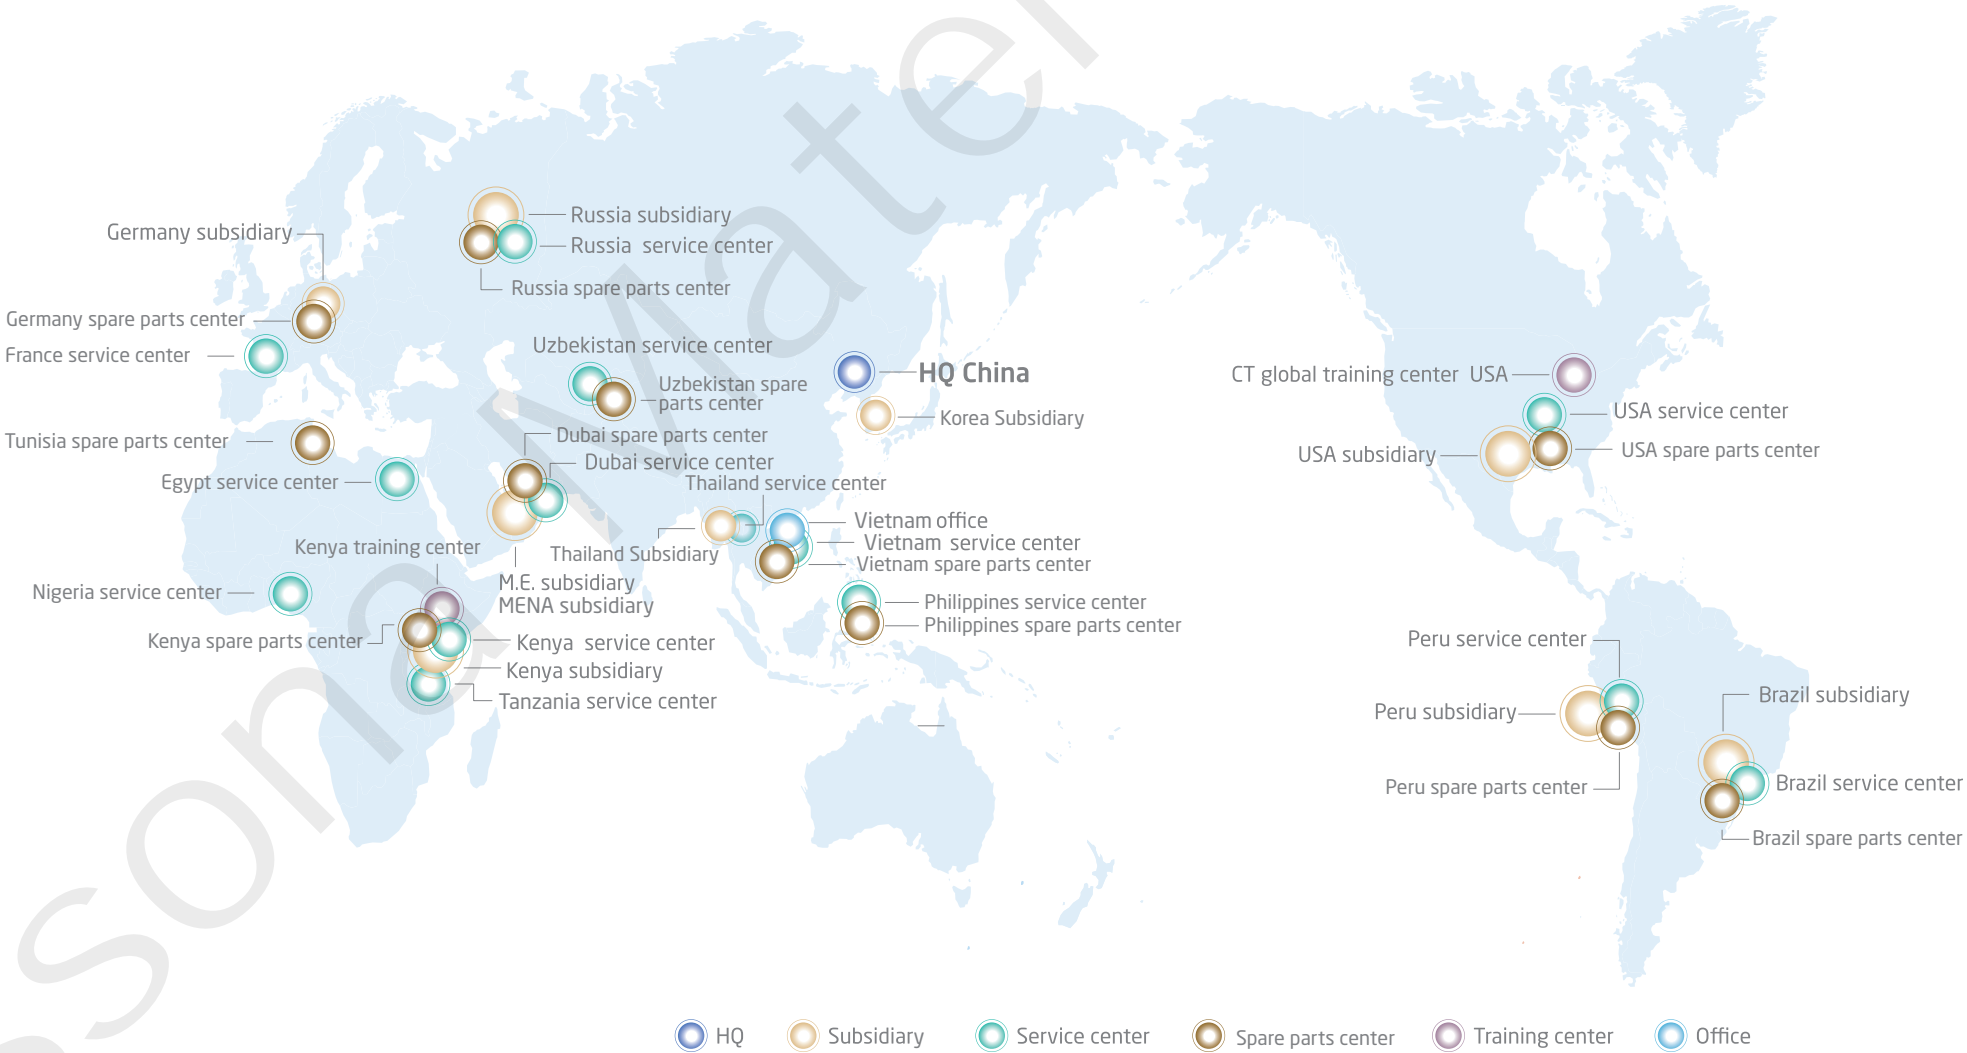 Russia subsidiary
Germany subsidiary
Russia service center
Russia spare parts center
Germany spare parts center
France service center
Uzbekistan service center
HQ China
CT global training center USA
Uzbekistan spare
parts center
Korea Subsidiary
USA service center
Tunisia spare parts center
Dubai spare parts center
USA subsidiary
USA spare parts center
Dubai service center
Egypt service center
Thailand service center
Vietnam office
Kenya training center
Thailand Subsidiary
Vietnam service center
Vietnam spare parts center
M.E. subsidiary
MENA subsidiary
Nigeria service center
Philippines service center
Philippines spare parts center
Kenya spare parts center
Kenya service center
Peru service center
Kenya subsidiary
Tanzania service center
Brazil subsidiary
Peru subsidiary
Peru spare parts center
Brazil service center
Brazil spare parts center
HQ
Subsidiary
Service center
Spare parts center
Training center
Office
sona Mater